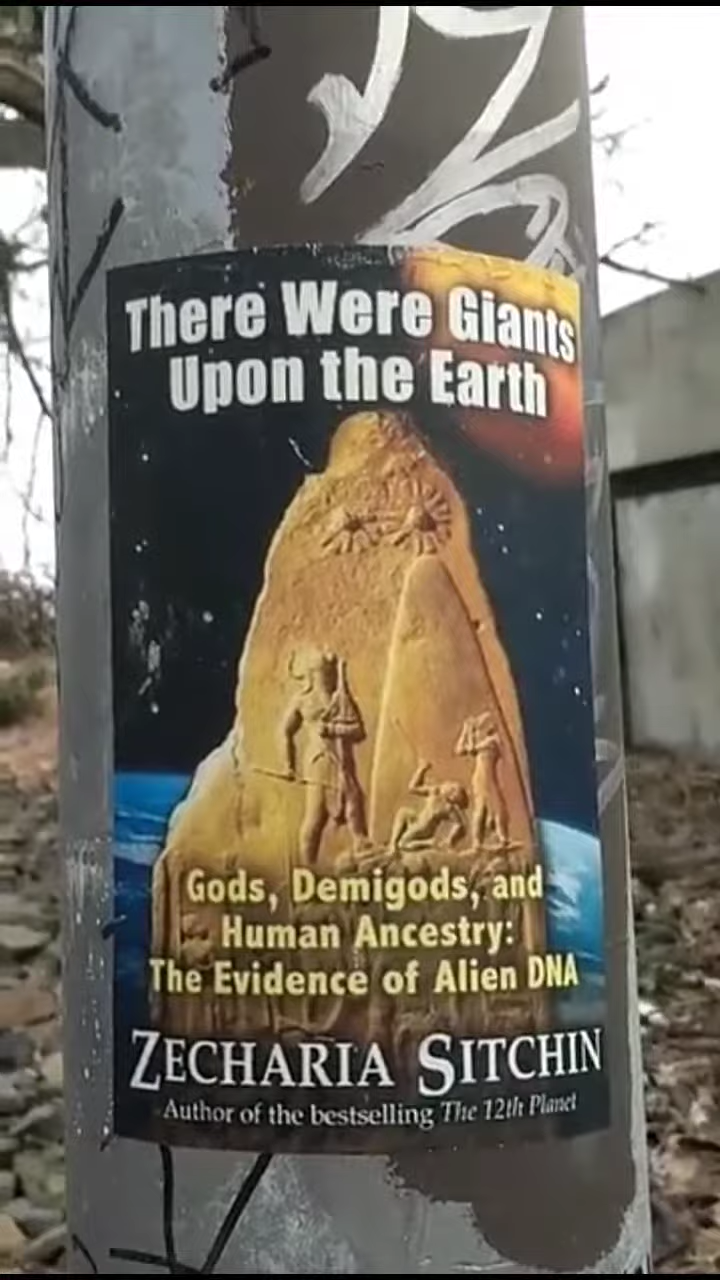 There Were Giants
Upon the Earth
Gods, Demigods, and
Human Ancestry:
The Evidence of Alien DNA
ZECHARIA SITCHIN
Author of the bestselling The 12th Planet